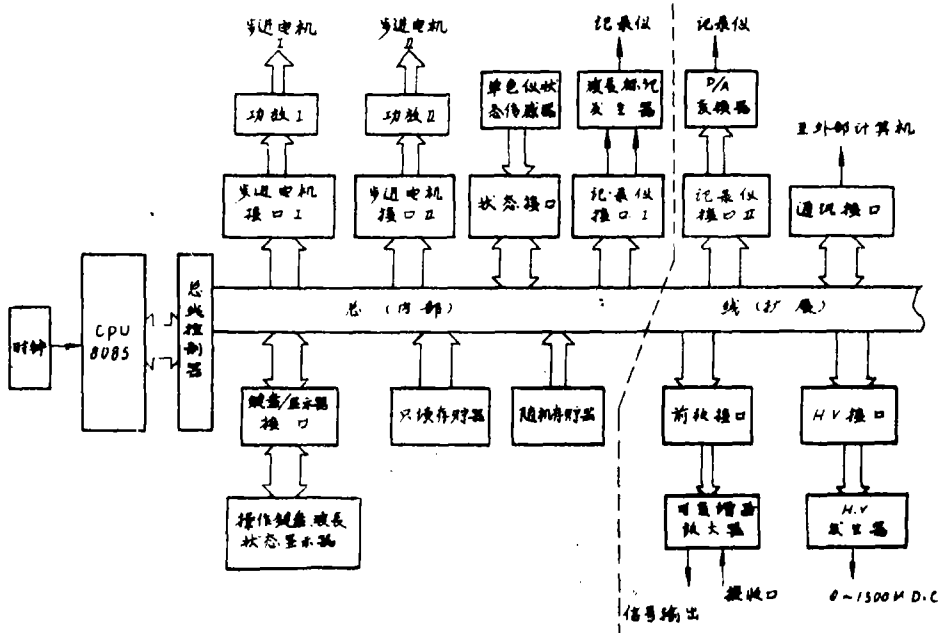 步进电机
I
步进电机
II
记录仪
记录仪
功放 I
功放 II
单色仪状
态传感器
波长标记
发生器
D/A
变换器
至外部计算机
步进电机
接口 I
步进电机
接口 II
状态接口
记录仪
接口 I
记录仪
接口 II
通讯接口
时钟
CPU
8085
总线控制器
总(内部)
线(扩展)
键盘/显示器
接口
只读存贮器
随机存贮器
前放接口
HV 接口
操作键盘、波长
状态显示器
可变增益
放大器
H.V
发生器
信号输出
接收口
0~1500V D.C